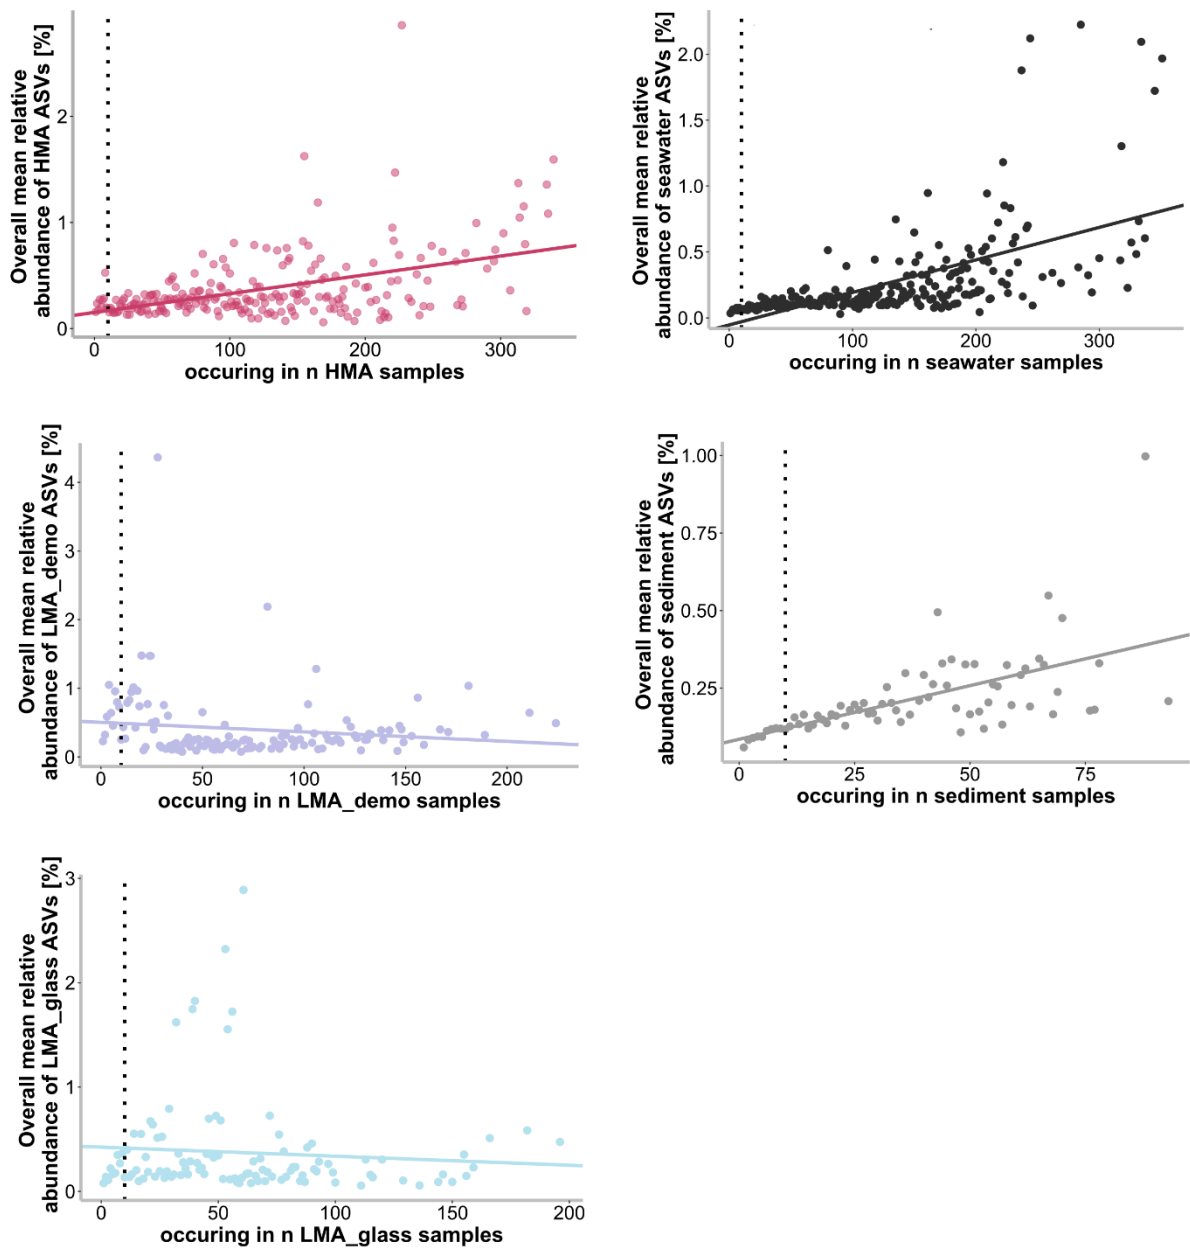 Overall mean relative
abundance of HMA ASVs [%]
2
1
0
0 100 200 300
occuring in n HMA samples
Overall mean relative
abundance of seawater ASVs [%]
2.0
1.5
1.0
0.5
0.0
0 100 200 300
occuring in n seawater samples
Overall mean relative
abundance of LMA_demo ASVs [%]
4
3
2
1
0
0 50 100 150 200
occuring in n LMA_demo samples
Overall mean relative
abundance of sediment ASVs [%]
1.00
0.75
0.50
0.25
0 25 50 75
occuring in n sediment samples
Overall mean relative
abundance of LMA_glass ASVs [%]
3
2
1
0
0 50 100 150 200
occuring in n LMA_glass samples